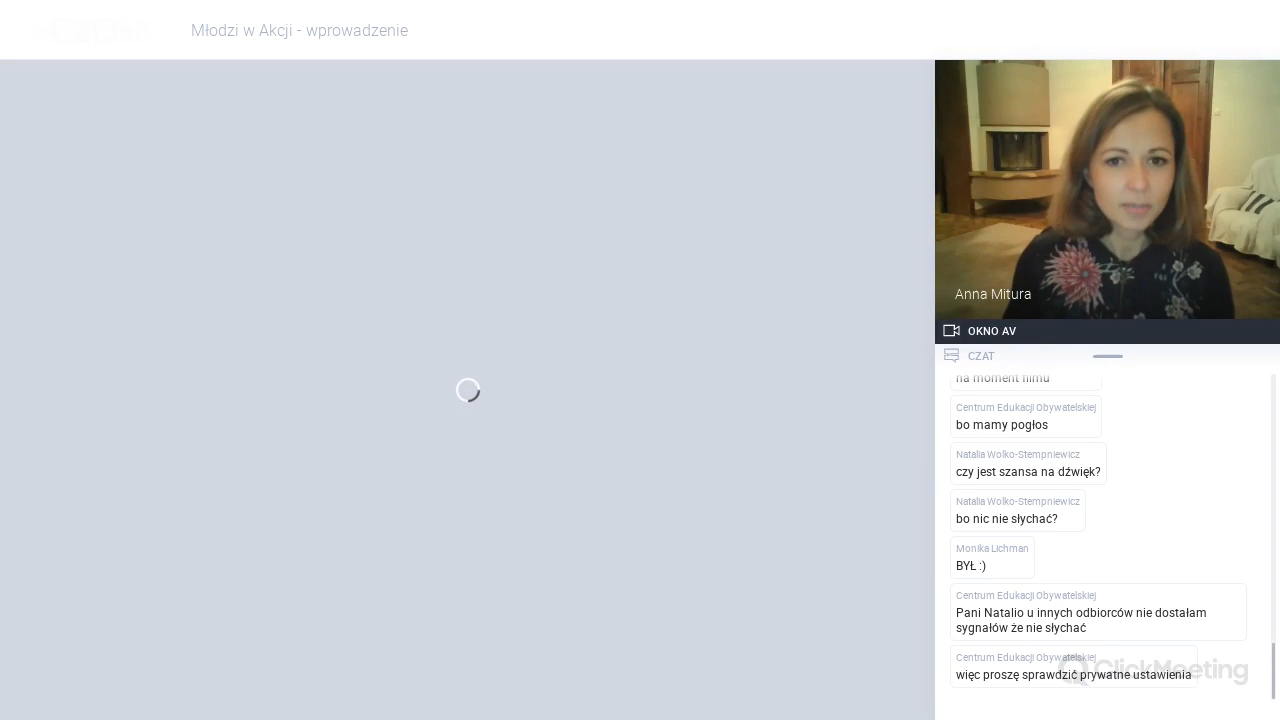 Młodzi w Akcji - wprowadzenie
Anna Mitura
OKNO AV
CZAT
na moment filmu
Centrum Edukacji Obywatelskiej
bo mamy pogłos
Natalia Wolko-Stempniewicz
czy jest szansa na dźwięk?
Natalia Wolko-Stempniewicz
bo nic nie słychać?
Monika Lichman
BYŁ :)
Centrum Edukacji Obywatelskiej
Pani Natalio u innych odbiorców nie dostałam
sygnałów że nie słychać
Centrum Edukacji Obywatelskiej
więc proszę sprawdzić prywatne ustawienia
ClickMeeting